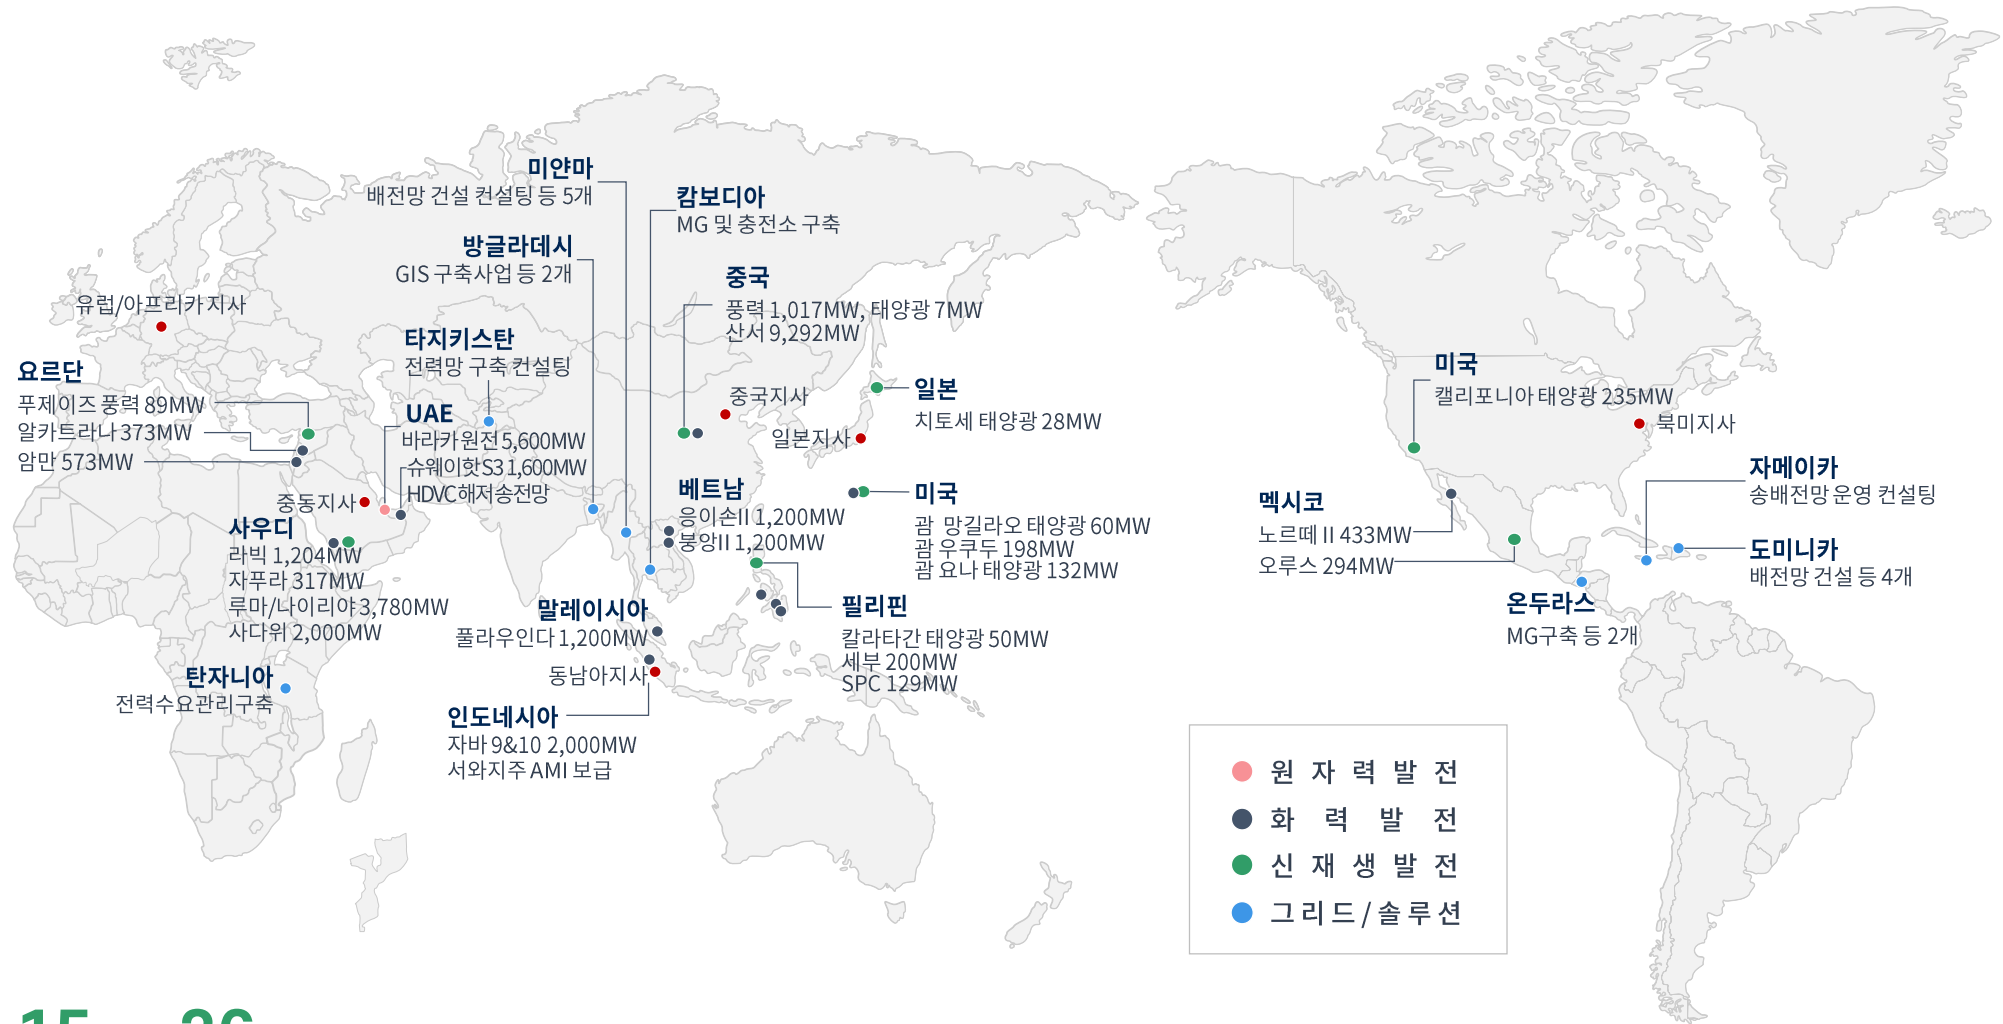 미얀마
배전망 건설 컨설팅 등 5개
캄보디아
MG 및 충전소 구축
방글라데시
GIS 구축사업 등 2개
중국
풍력 1,017MW, 태양광 7MW
산서 9,292MW
유럽/아프리카지사
타지키스탄
전력망 구축 컨설팅
요르단
푸제이즈 풍력 89MW
알카트라나 373MW
암만 573MW
UAE
바라카원전 5,600MW
슈웨이핫S3 1,600MW
HDVC해저송전망
중동지사
중국지사
일본
치토세 태양광 28MW
일본지사
미국
캘리포니아 태양광 235MW
북미지사
자메이카
송배전망 운영 컨설팅
베트남
응이손II 1,200MW
붕앙II 1,200MW
미국
괌 망길라오 태양광 60MW
괌 우쿠두 198MW
괌 요나 태양광 132MW
멕시코
노르떼 II 433MW
오루스 294MW
도미니카
배전망 건설 등 4개
사우디
라빅 1,204MW
자푸라 317MW
루마/나이리야 3,780MW
사다위 2,000MW
말레이시아
풀라우인다 1,200MW
필리핀
칼라타간 태양광 50MW
세부 200MW
SPC 129MW
온두라스
MG구축 등 2개
탄자니아
전력수요관리구축
동남아지사
인도네시아
자바 9&10 2,000MW
서와지주 AMI 보급
원자력발전
화력발전
신재생발전
그리드/솔루션